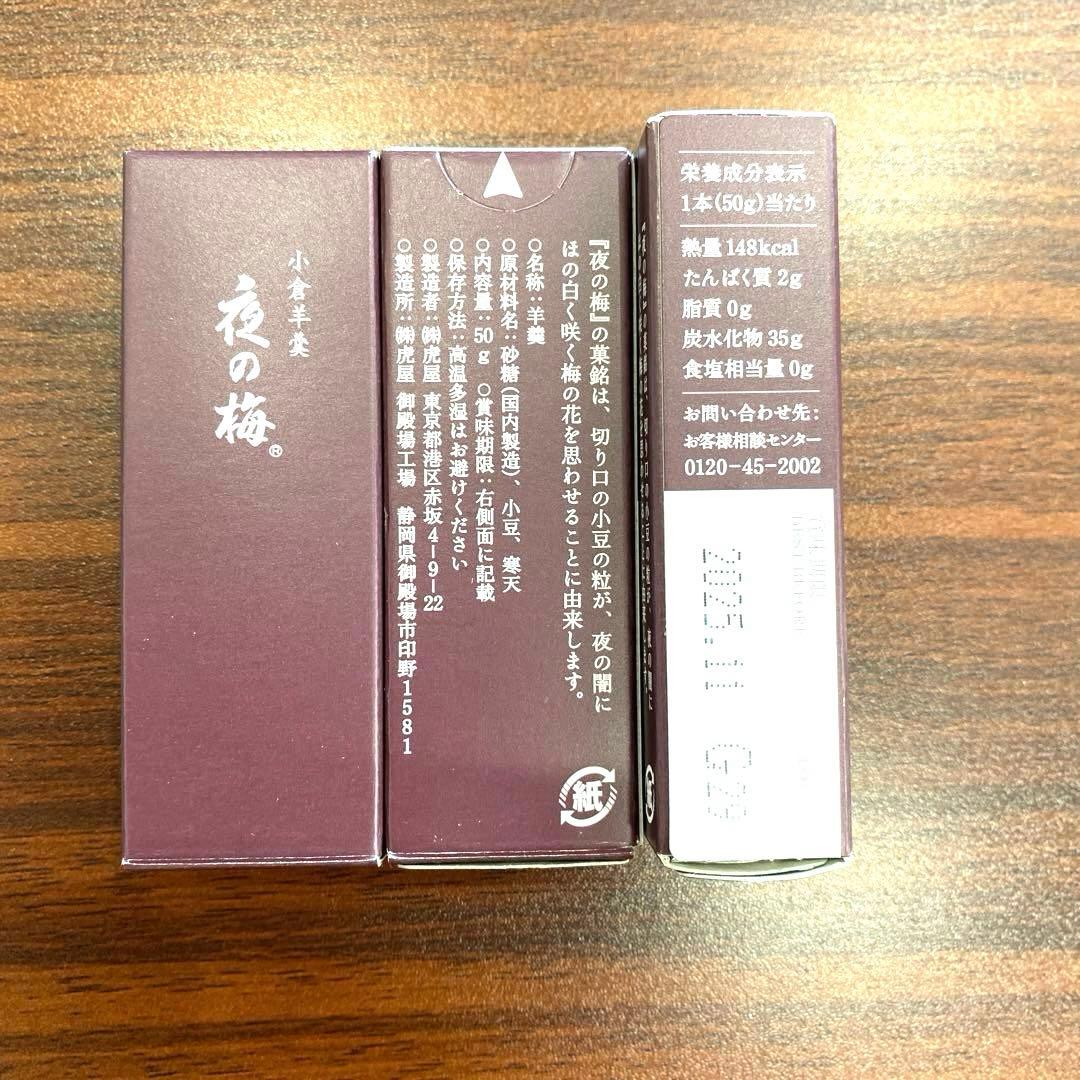 小倉羊羹
夜の梅®
『夜の梅』の菓銘は、切り口の小豆の粒が、夜の闇に
ほの白く咲く梅の花を思わせることに由来します。
○名称：羊羹
○原材料名：砂糖（国内製造）、小豆、寒天
○内容量：50g ○賞味期限：右側面に記載
○保存方法：高温多湿はお避けください
○製造者：㈱虎屋 東京都港区赤坂4-9-22
○製造所：㈱虎屋 御殿場工場 静岡県御殿場市印野1581
紙
栄養成分表示
1本(50g)当たり
熱量 148kcal
たんぱく質 2g
脂質 0g
炭水化物 35g
食塩相当量 0g
お問い合わせ先：
お客様相談センター
0120-45-2002
2025.11